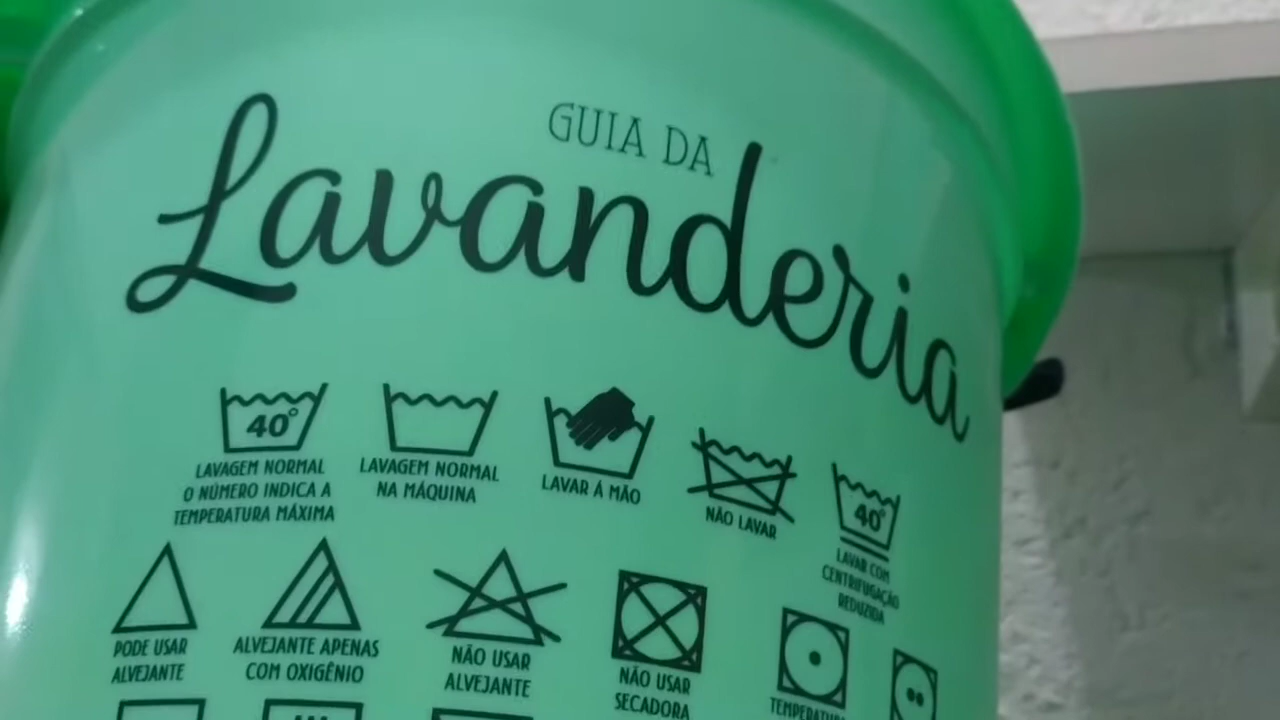 GUIA DA
Lavanderia
40°
LAVAGEM NORMAL
O NÚMERO INDICA A
TEMPERATURA MÁXIMA
LAVAGEM NORMAL
NA MÁQUINA
LAVAR Á MÃO
NÃO LAVAR
40°
LAVAR COM
CENTRIFUGAÇÃO
REDUZIDA
PODE USAR
ALVEJANTE
ALVEJANTE APENAS
COM OXIGÊNIO
NÃO USAR
ALVEJANTE
NÃO USAR
SECADORA